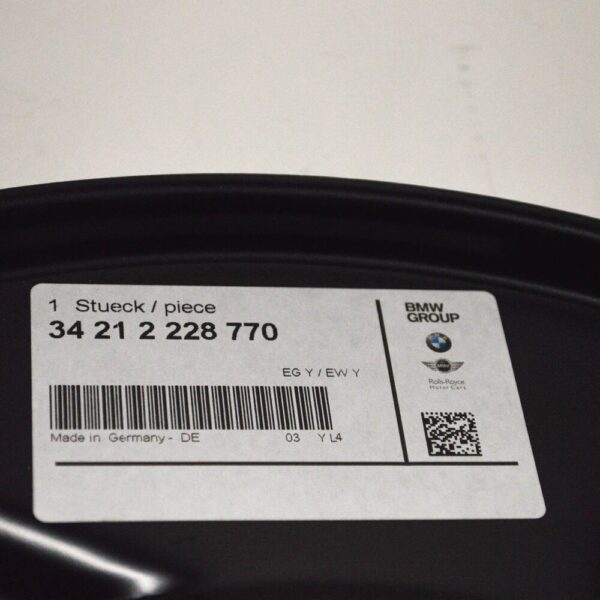 1 Stueck / piece
34 21 2 228 770
EG Y / EW Y
Made in Germany - DE 03 Y L4
BMW
GROUP
MINI
Rolls-Royce
Motor Cars